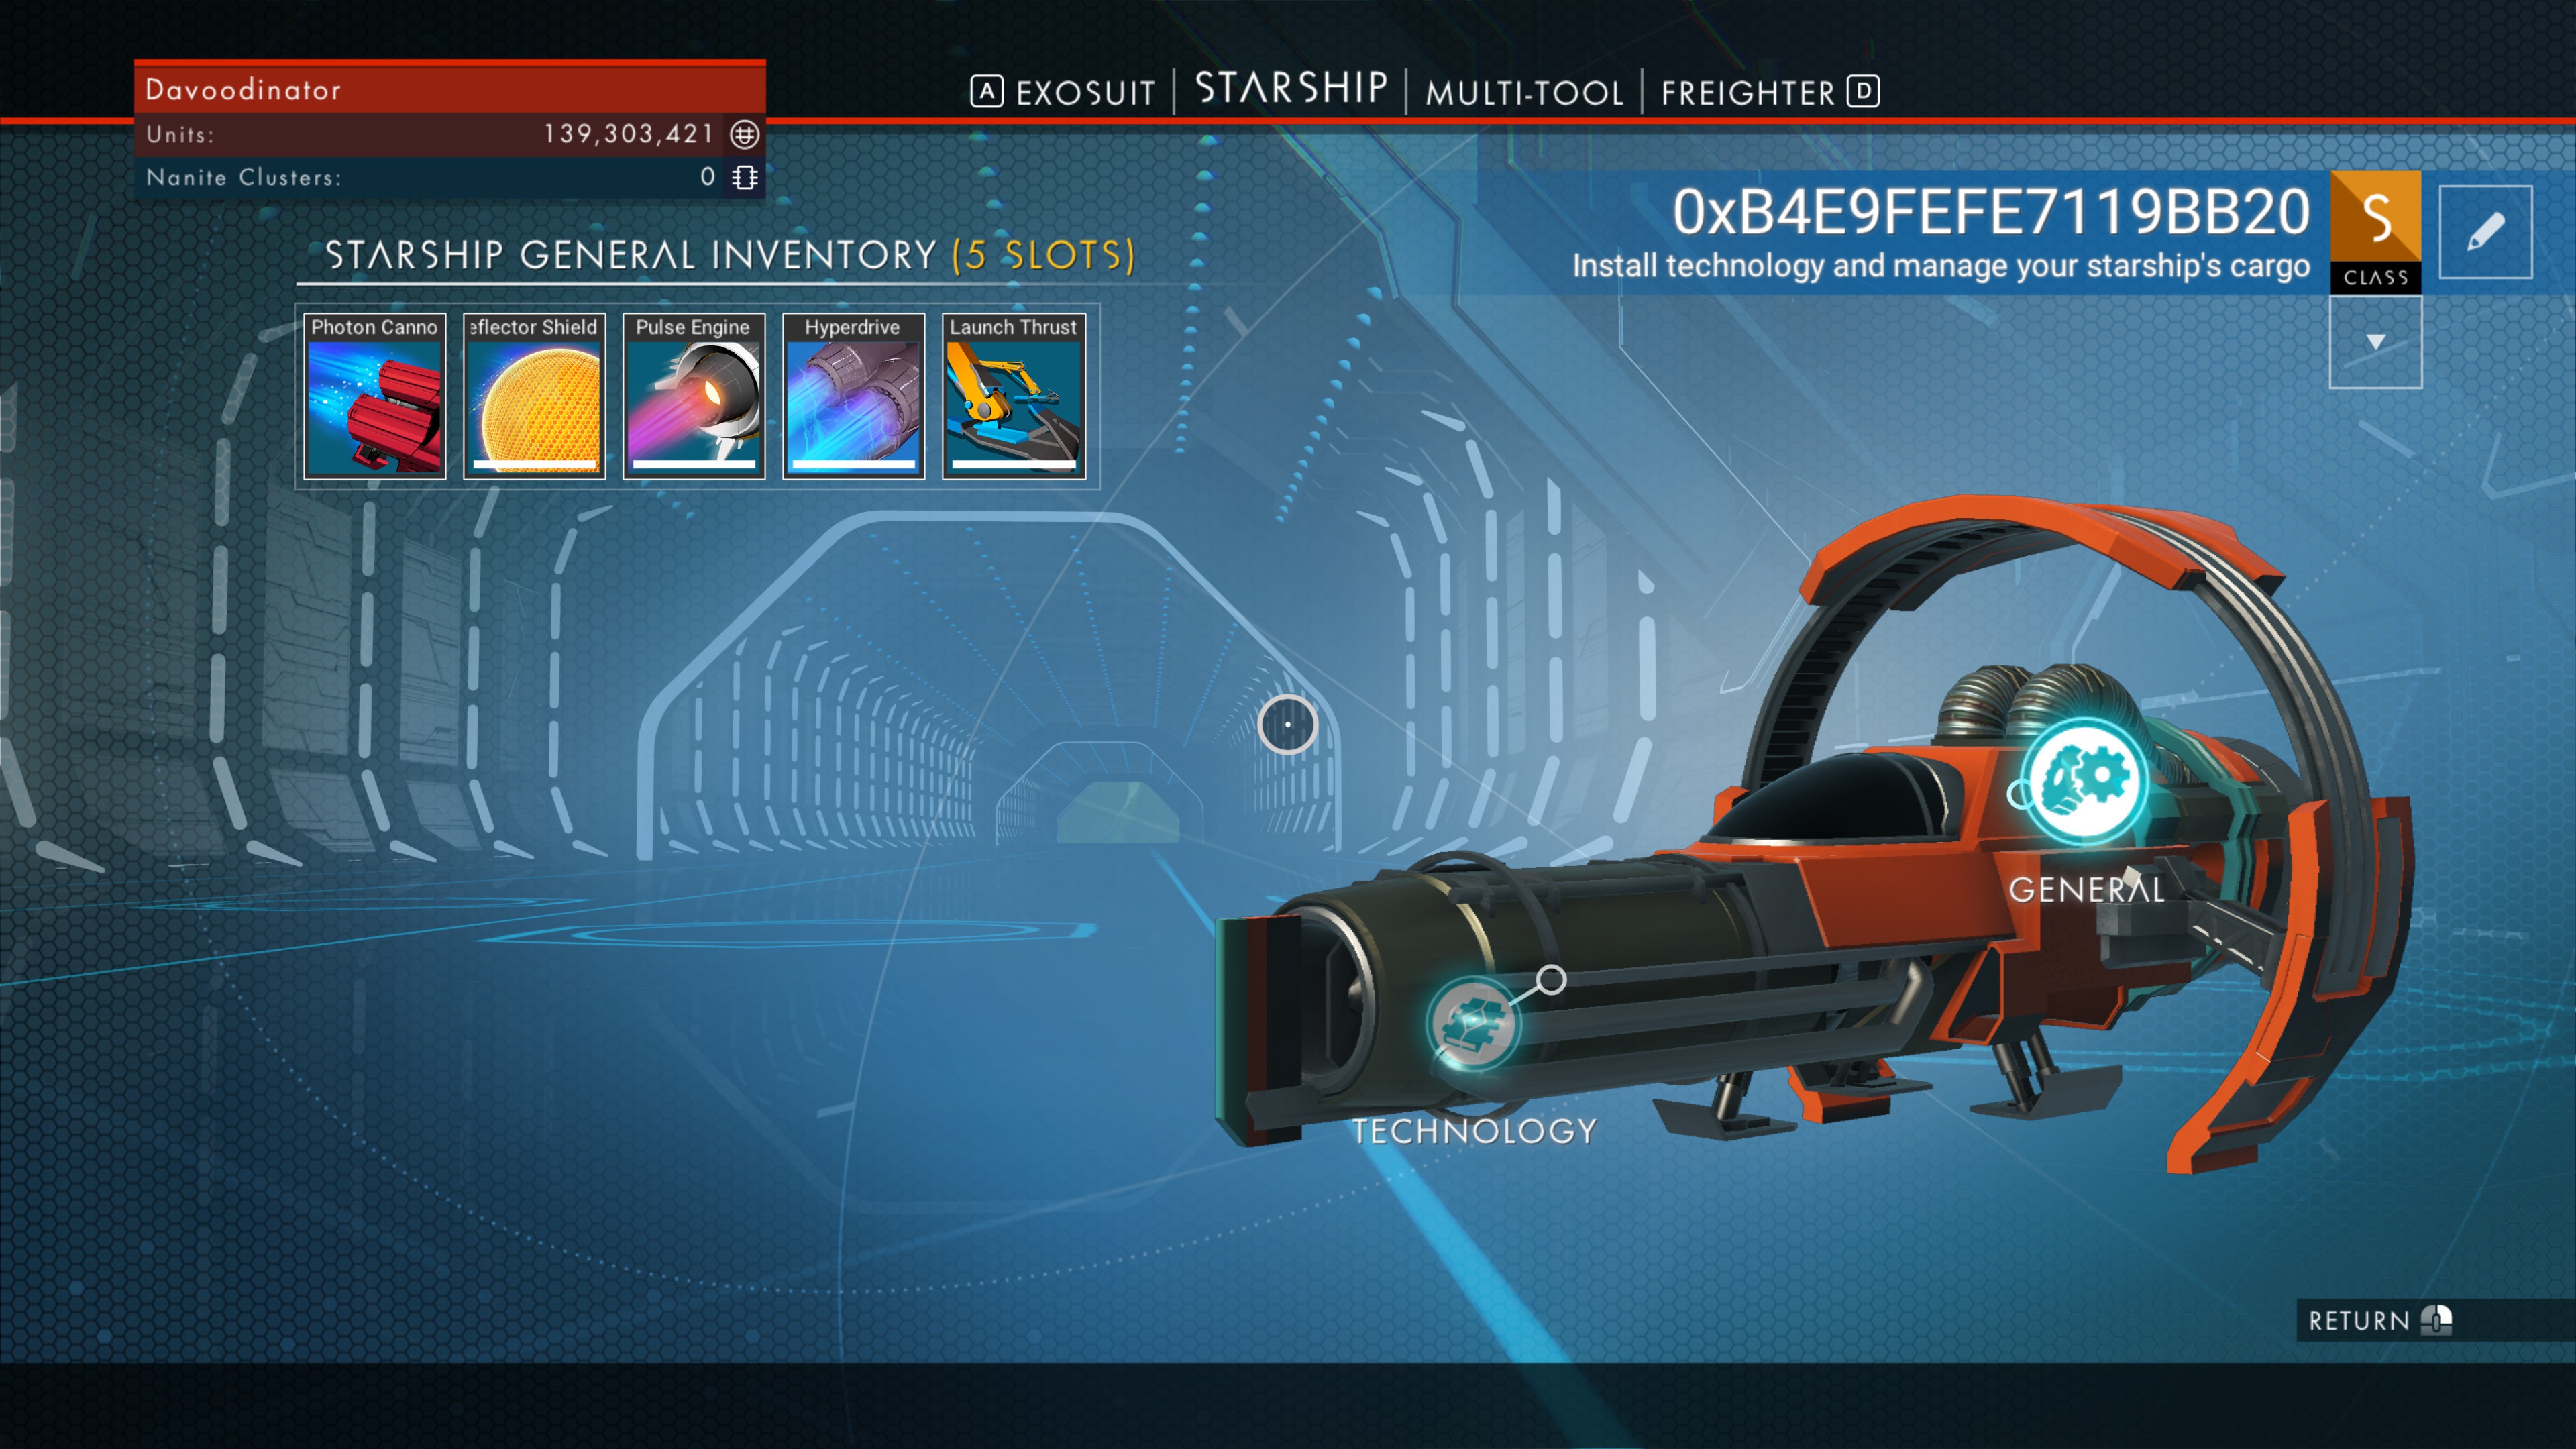 Davoodinator
Units: 139,303,421
Nanite Clusters: 0
A EXOSUIT STARSHIP MULTI-TOOL FREIGHTER D
0xB4E9FEFE7119BB20
Install technology and manage your starship's cargo
S
CLASS
STARSHIP GENERAL INVENTORY (5 SLOTS)
Photon Canno eflector Shield Pulse Engine Hyperdrive Launch Thrust
GENERAL
TECHNOLOGY
RETURN